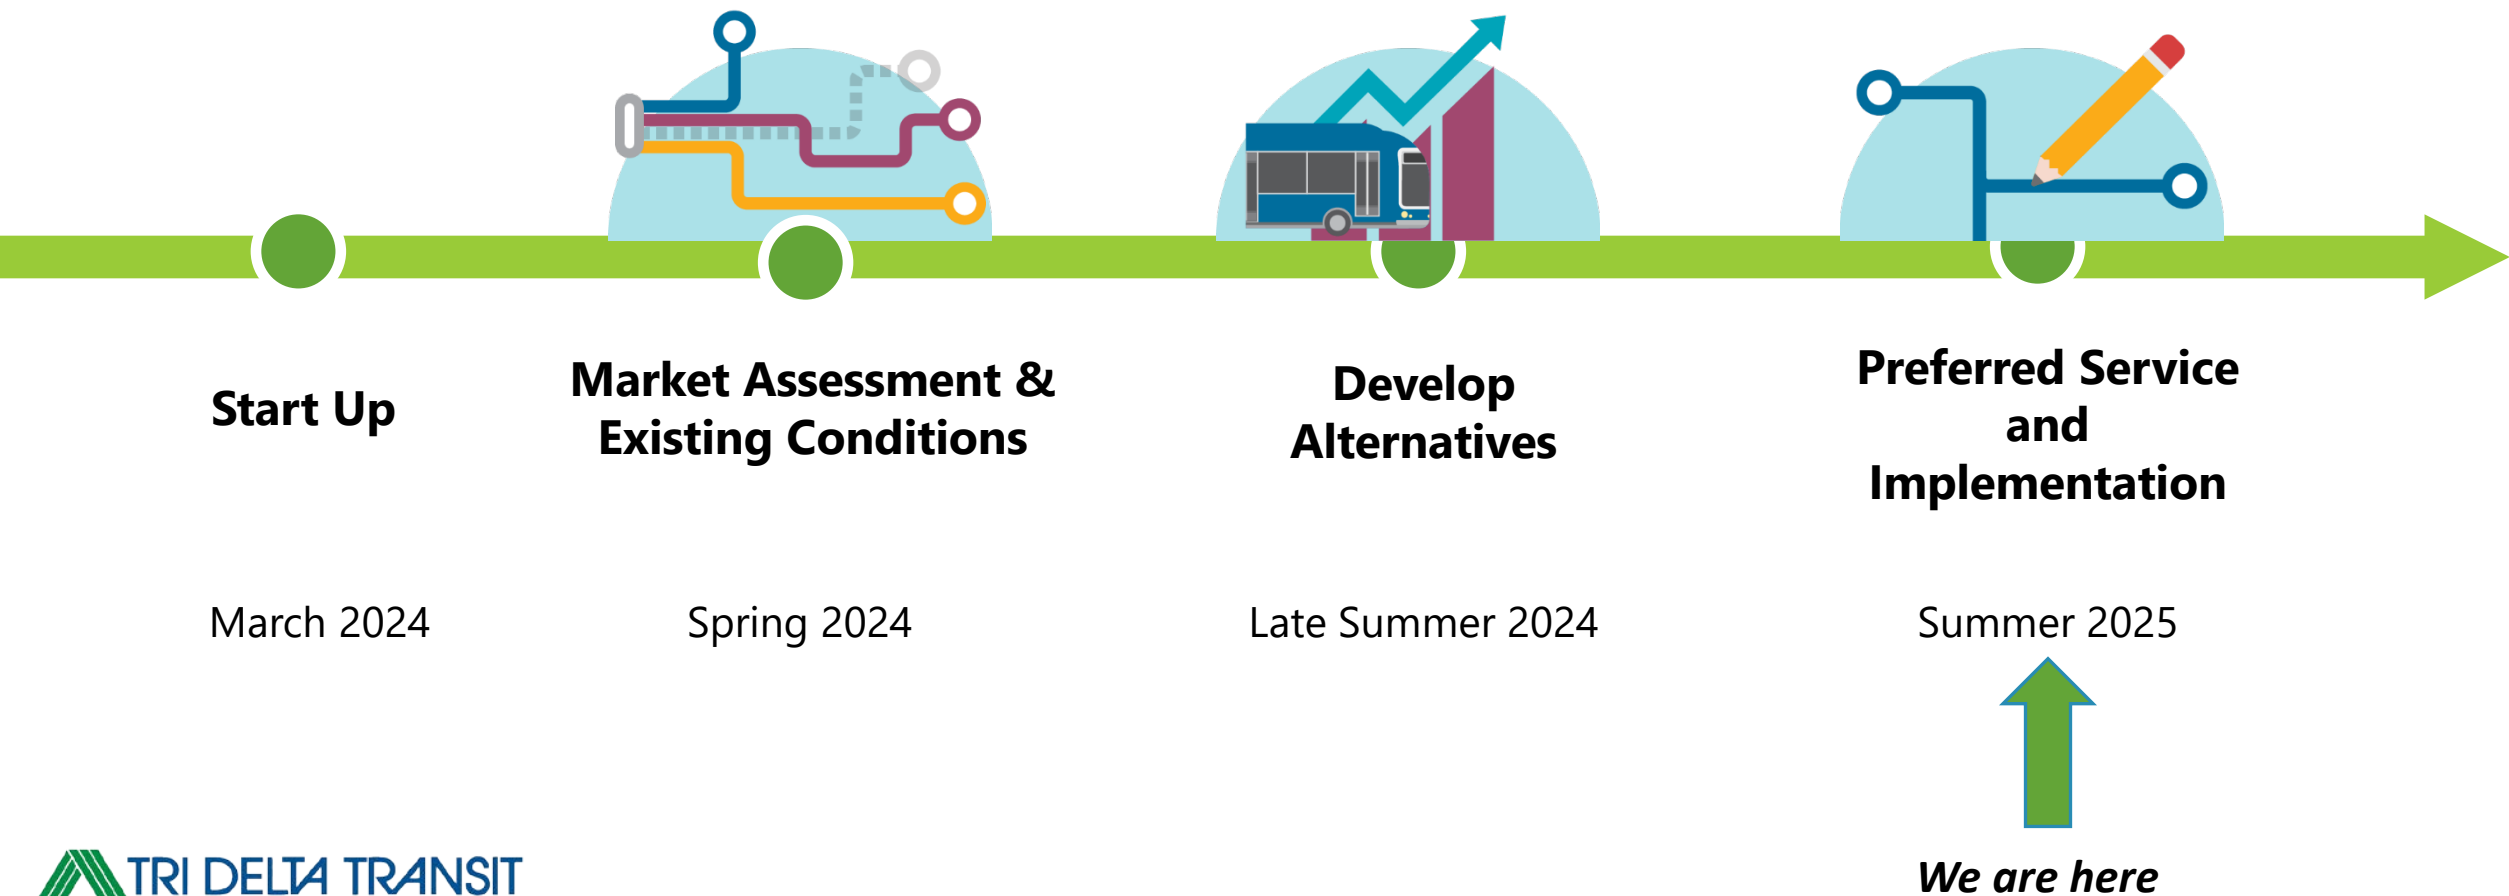 Start Up
Market Assessment &
Existing Conditions
Develop
Alternatives
Preferred Service
and
Implementation
March 2024
Spring 2024
Late Summer 2024
Summer 2025
We are here
TRI DELTA TRANSIT